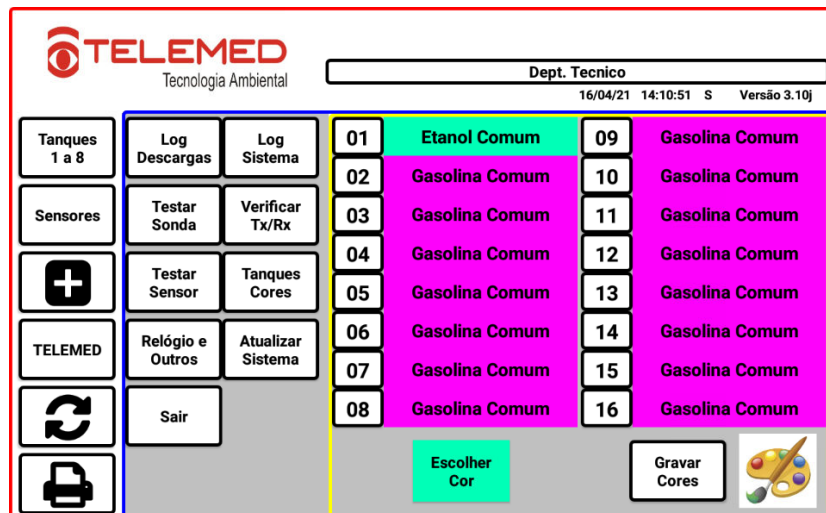 TELEMED
Tecnologia Ambiental
Dept. Tecnico
16/04/21 14:10:51 S Versão 3.10j
Tanques
1 a 8
Sensores
TELEMED
Log
Descargas
Log
Sistema
Testar
Sonda
Verificar
Tx/Rx
Testar
Sensor
Tanques
Cores
Relógio e
Outros
Atualizar
Sistema
Sair
01 Etanol Comum
02 Gasolina Comum
03 Gasolina Comum
04 Gasolina Comum
05 Gasolina Comum
06 Gasolina Comum
07 Gasolina Comum
08 Gasolina Comum
09 Gasolina Comum
10 Gasolina Comum
11 Gasolina Comum
12 Gasolina Comum
13 Gasolina Comum
14 Gasolina Comum
15 Gasolina Comum
16 Gasolina Comum
Escolher
Cor
Gravar
Cores